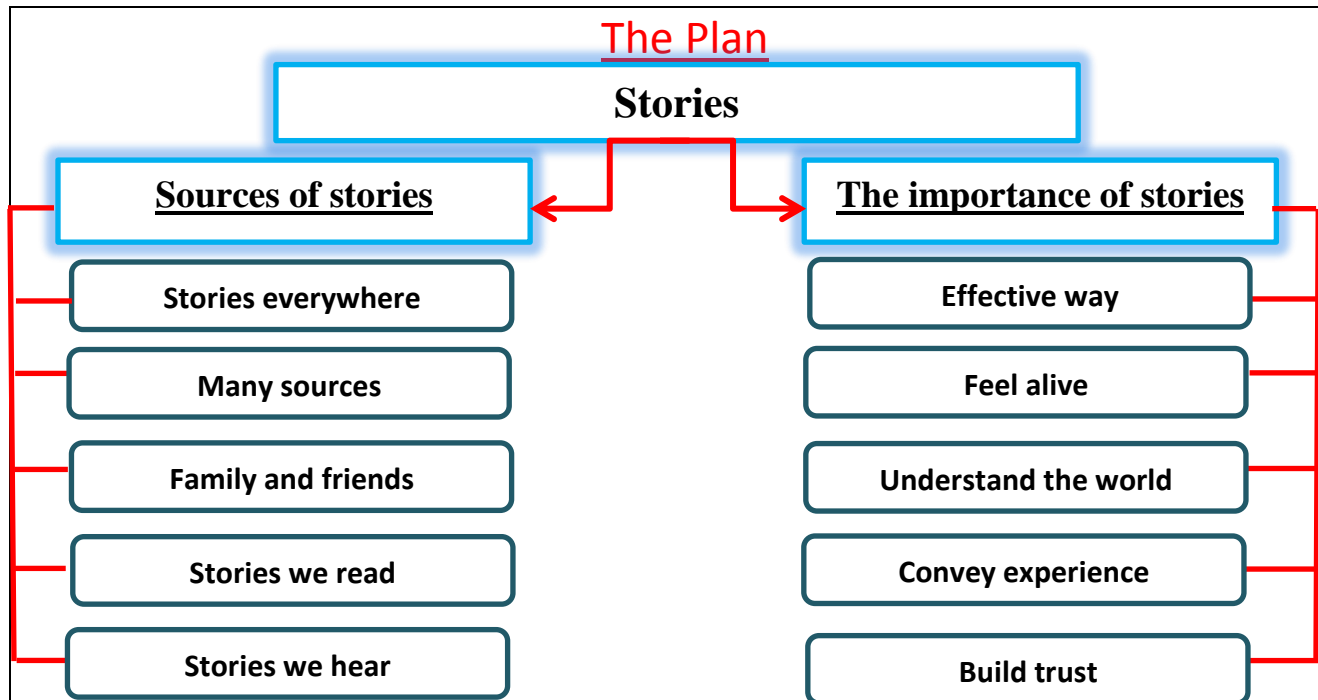 The Plan
Stories
Sources of stories
Stories everywhere
Many sources
Family and friends
Stories we read
Stories we hear
The importance of stories
Effective way
Feel alive
Understand the world
Convey experience
Build trust